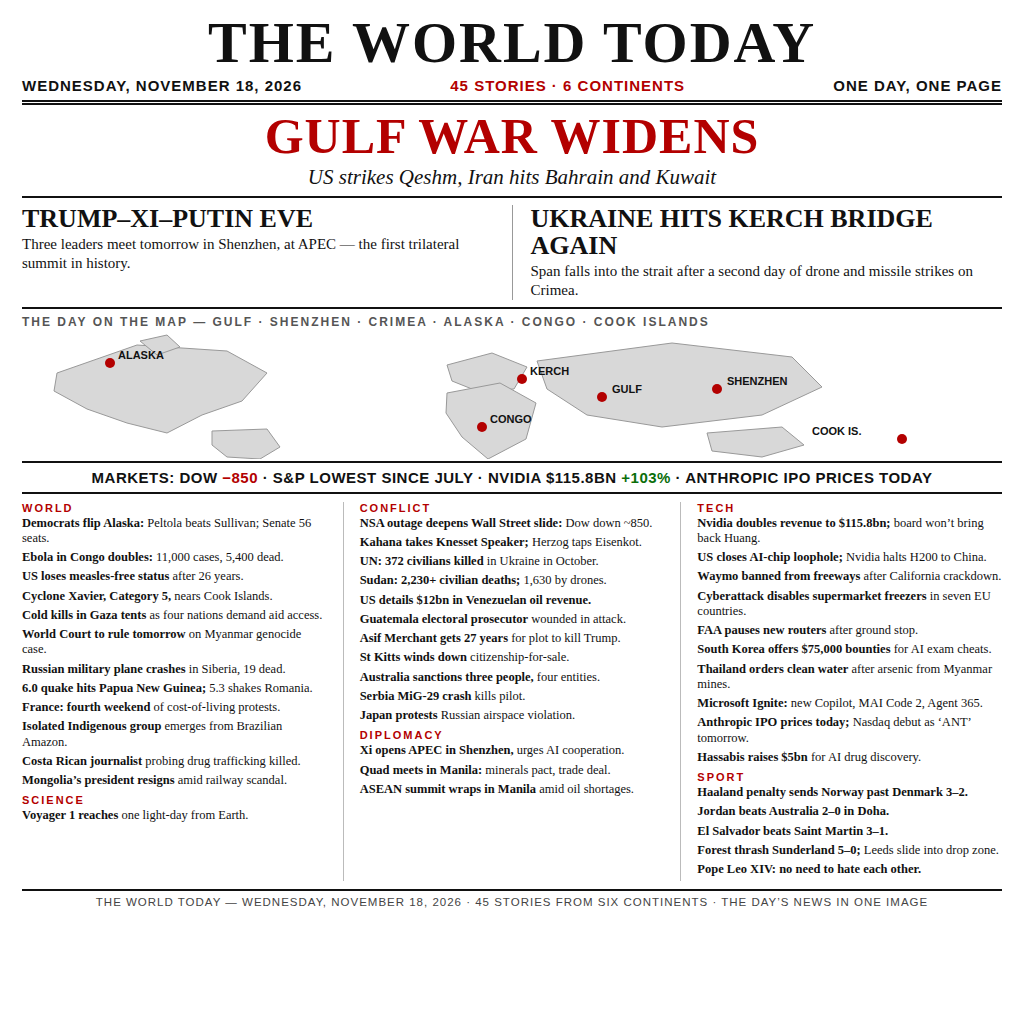 THE WORLD TODAY
WEDNESDAY, NOVEMBER 18, 2026
45 STORIES · 6 CONTINENTS
ONE DAY, ONE PAGE
GULF WAR WIDENS
US strikes Qeshm, Iran hits Bahrain and Kuwait
TRUMP–XI–PUTIN EVE
Three leaders meet tomorrow in Shenzhen, at APEC — the first trilateral
summit in history.
UKRAINE HITS KERCH BRIDGE
AGAIN
Span falls into the strait after a second day of drone and missile strikes on
Crimea.
THE DAY ON THE MAP — GULF · SHENZHEN · CRIMEA · ALASKA · CONGO · COOK ISLANDS
ALASKA
KERCH
GULF
SHENZHEN
CONGO
COOK IS.
MARKETS: DOW −850 · S&P LOWEST SINCE JULY · NVIDIA $115.8BN +103% · ANTHROPIC IPO PRICES TODAY
WORLD
Democrats flip Alaska: Peltola beats Sullivan; Senate 56
seats.
Ebola in Congo doubles: 11,000 cases, 5,400 dead.
US loses measles-free status after 26 years.
Cyclone Xavier, Category 5, nears Cook Islands.
Cold kills in Gaza tents as four nations demand aid access.
World Court to rule tomorrow on Myanmar genocide
case.
Russian military plane crashes in Siberia, 19 dead.
6.0 quake hits Papua New Guinea; 5.3 shakes Romania.
France: fourth weekend of cost-of-living protests.
Isolated Indigenous group emerges from Brazilian
Amazon.
Costa Rican journalist probing drug trafficking killed.
Mongolia’s president resigns amid railway scandal.
SCIENCE
Voyager 1 reaches one light-day from Earth.
CONFLICT
NSA outage deepens Wall Street slide: Dow down ~850.
Kahana takes Knesset Speaker; Herzog taps Eisenkot.
UN: 372 civilians killed in Ukraine in October.
Sudan: 2,230+ civilian deaths; 1,630 by drones.
US details $12bn in Venezuelan oil revenue.
Guatemala electoral prosecutor wounded in attack.
Asif Merchant gets 27 years for plot to kill Trump.
St Kitts winds down citizenship-for-sale.
Australia sanctions three people, four entities.
Serbia MiG-29 crash kills pilot.
Japan protests Russian airspace violation.
DIPLOMACY
Xi opens APEC in Shenzhen, urges AI cooperation.
Quad meets in Manila: minerals pact, trade deal.
ASEAN summit wraps in Manila amid oil shortages.
TECH
Nvidia doubles revenue to $115.8bn; board won’t bring
back Huang.
US closes AI-chip loophole; Nvidia halts H200 to China.
Waymo banned from freeways after California crackdown.
Cyberattack disables supermarket freezers in seven EU
countries.
FAA pauses new routers after ground stop.
South Korea offers $75,000 bounties for AI exam cheats.
Thailand orders clean water after arsenic from Myanmar
mines.
Microsoft Ignite: new Copilot, MAI Code 2, Agent 365.
Anthropic IPO prices today; Nasdaq debut as ‘ANT’
tomorrow.
Hassabis raises $5bn for AI drug discovery.
SPORT
Haaland penalty sends Norway past Denmark 3–2.
Jordan beats Australia 2–0 in Doha.
El Salvador beats Saint Martin 3–1.
Forest thrash Sunderland 5–0; Leeds slide into drop zone.
Pope Leo XIV: no need to hate each other.
THE WORLD TODAY — WEDNESDAY, NOVEMBER 18, 2026 · 45 STORIES FROM SIX CONTINENTS · THE DAY’S NEWS IN ONE IMAGE